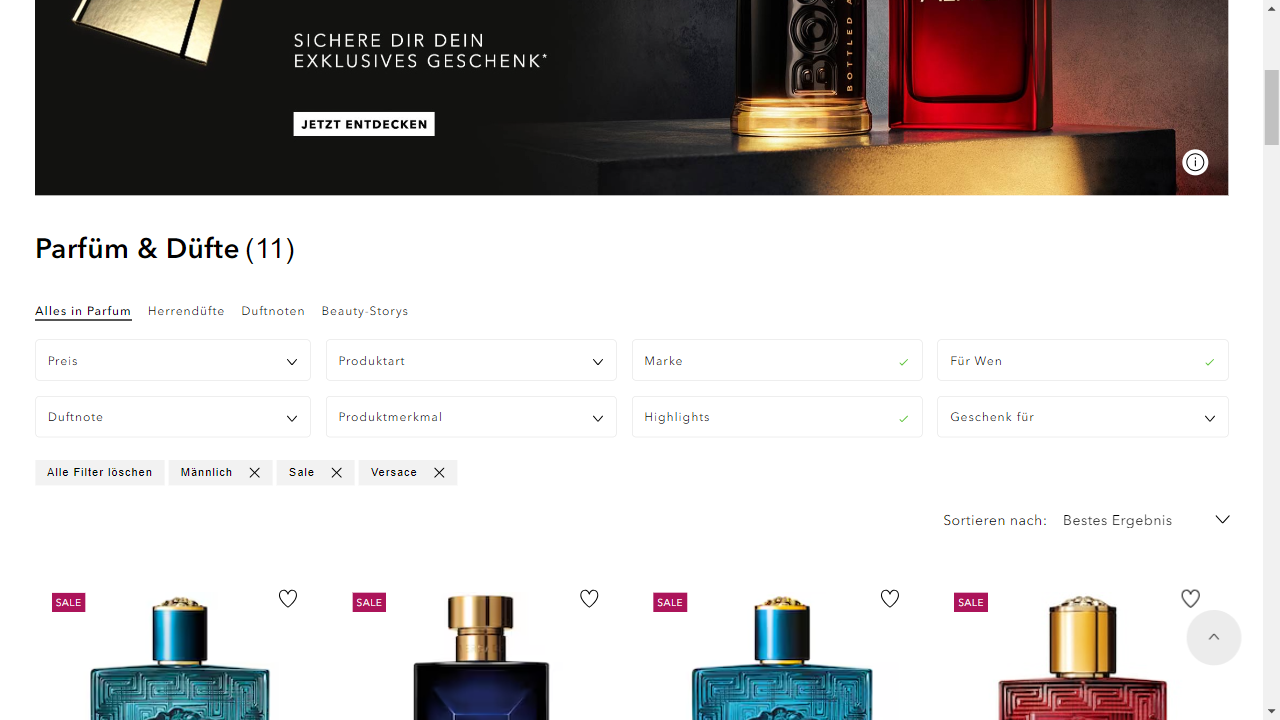 SICHERE DIR DEIN
EXKLUSIVES GESCHENK*
JETZT ENTDECKEN
BOSS
BOTTLED
Parfüm & Düfte (11)
Alles in Parfum Herrendüfte Duftnoten Beauty-Storys
Preis Produktart Marke Für Wen
Duftnote Produktmerkmal Highlights Geschenk für
Alle Filter löschen Männlich Sale Versace
Sortieren nach: Bestes Ergebnis
SALE SALE SALE SALE